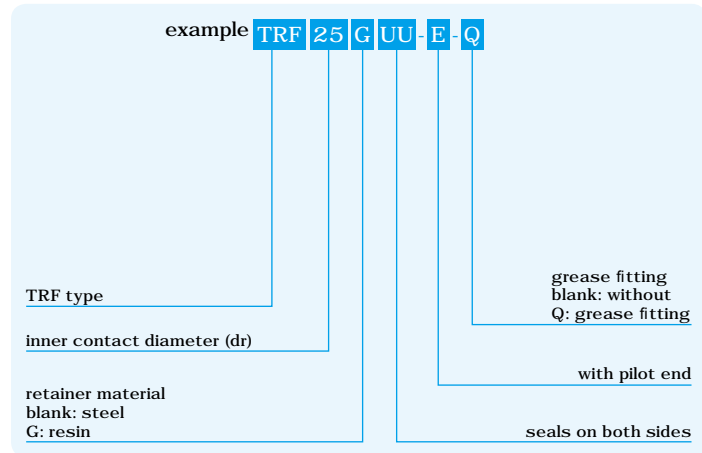 example TRF 25 G UU - E - Q
TRF type
inner contact diameter (dr)
retainer material
blank: steel
G: resin
grease fitting
blank: without
Q: grease fitting
with pilot end
seals on both sides